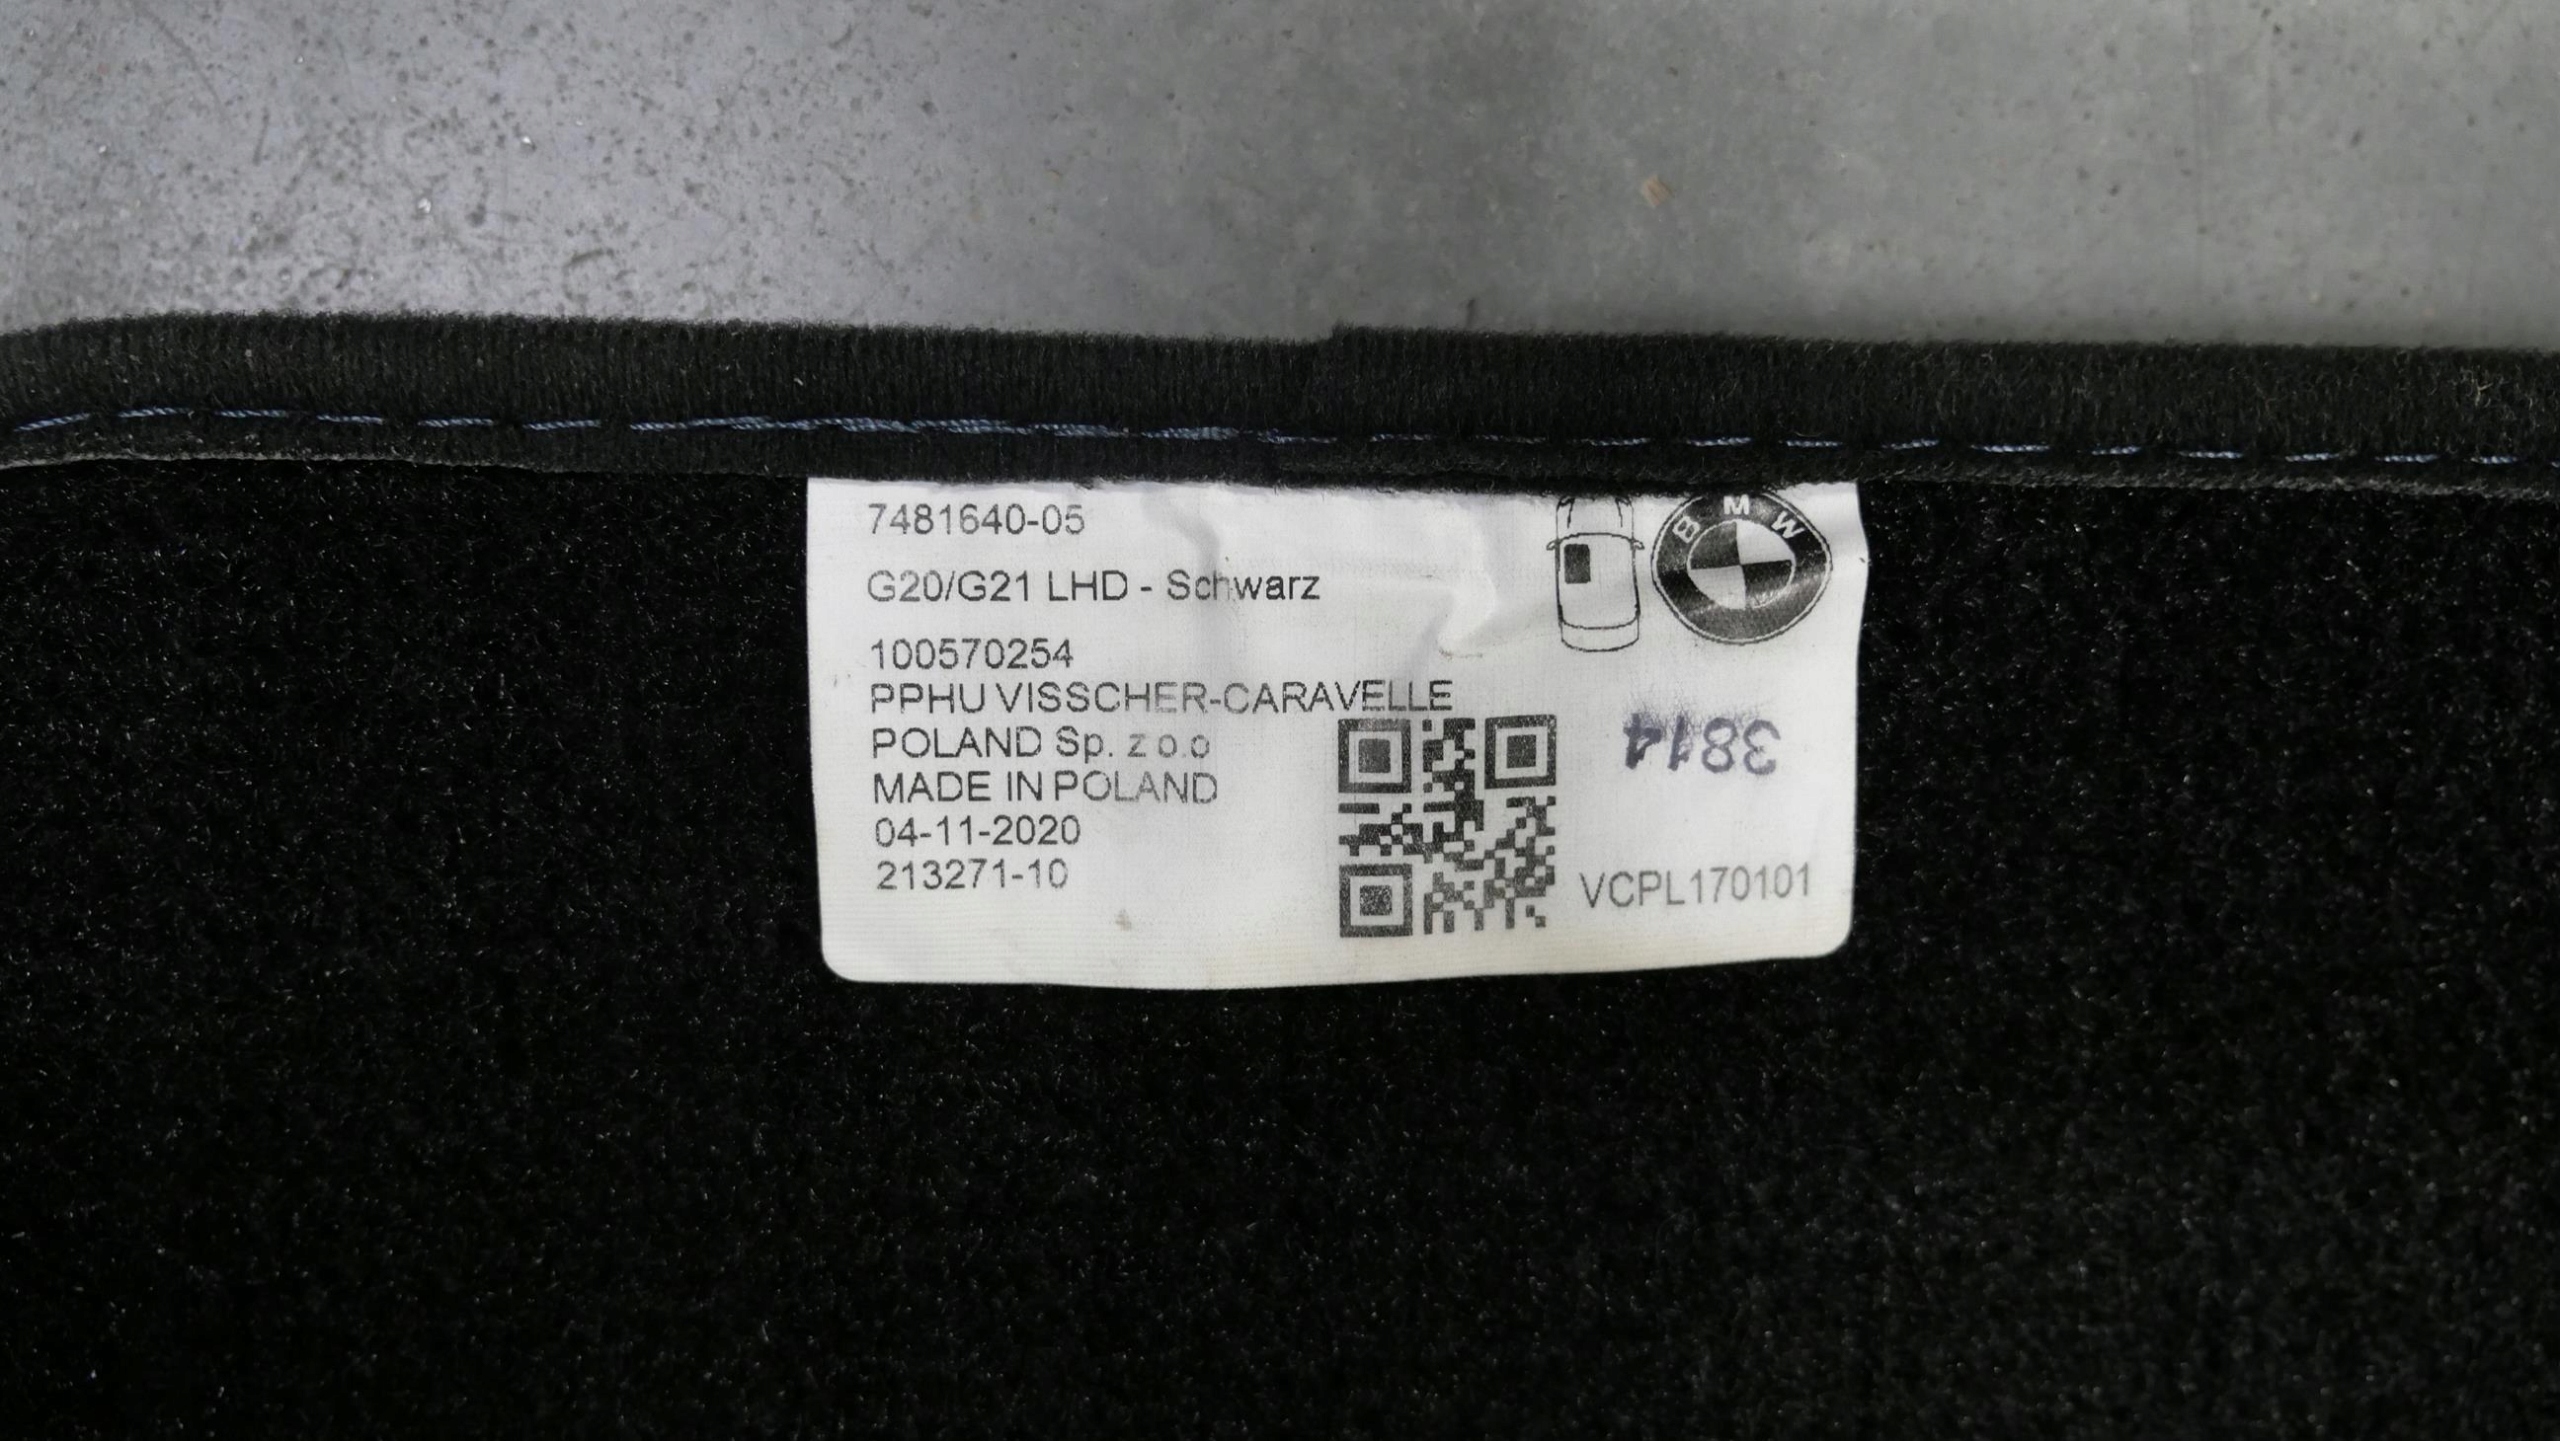 7481640-05
G20/G21 LHD - Schwarz
BMW
100570254
PPHU VISSCHER-CARAVELLE
POLAND Sp. z o.o
MADE IN POLAND
04-11-2020
213271-10
3814
VCPL170101